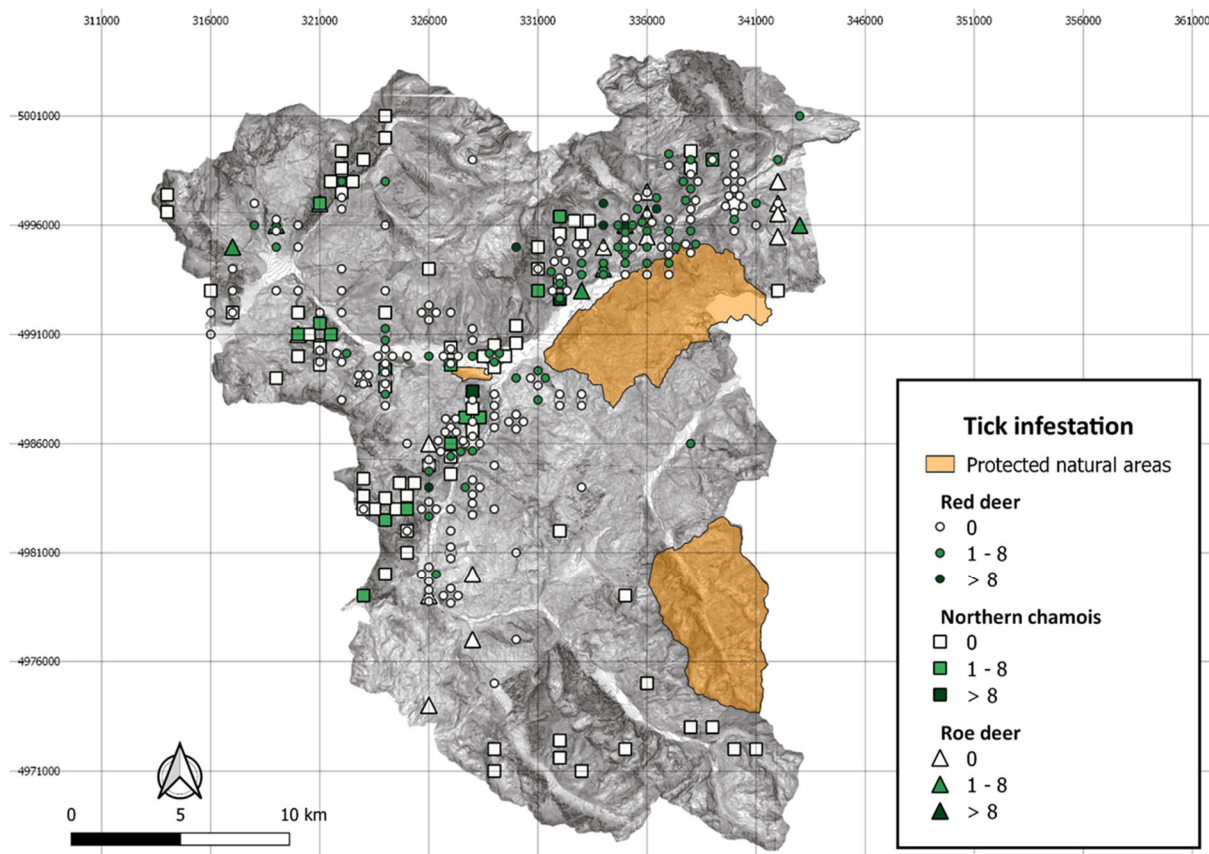 311000 316000 321000 326000 331000 336000 341000 346000 351000 356000 361000
5001000
4996000
4991000
4986000
4981000
4976000
4971000
Tick infestation
Protected natural areas
Red deer
0
1 - 8
> 8
Northern chamois
0
1 - 8
> 8
Roe deer
0
1 - 8
> 8
0 5 10 km